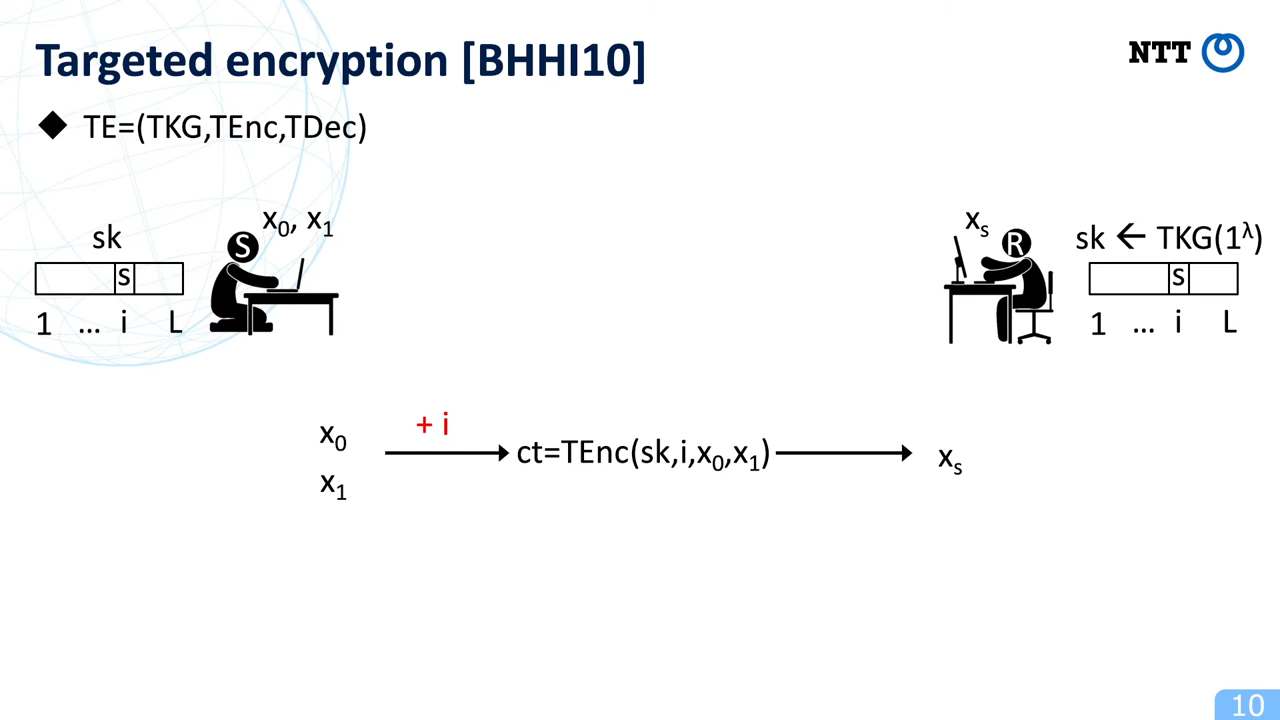 Targeted encryption [BHHI10]
NTT
◆ TE=(TKG,TEnc,TDec)
sk
x₀, x₁
S
s
1 ... i L
xₛ
R
sk ← TKG(1^λ)
s
1 ... i L
x₀
x₁
+ i
ct=TEnc(sk,i,x₀,x₁)
xₛ
10